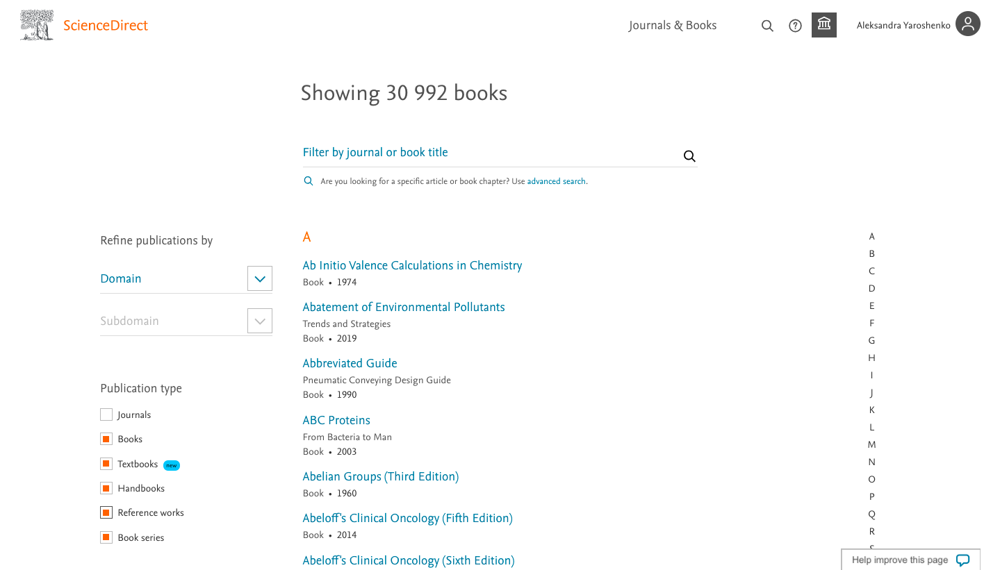 ScienceDirect
Journals & Books
Aleksandra Yaroshenko
Showing 30 992 books
Filter by journal or book title
Are you looking for a specific article or book chapter? Use advanced search.
Refine publications by
Domain
Subdomain
Publication type
Journals
Books
Textbooks new
Handbooks
Reference works
Book series
A
Ab Initio Valence Calculations in Chemistry
Book • 1974
Abatement of Environmental Pollutants
Trends and Strategies
Book • 2019
Abbreviated Guide
Pneumatic Conveying Design Guide
Book • 1990
ABC Proteins
From Bacteria to Man
Book • 2003
Abelian Groups (Third Edition)
Book • 1960
Abeloff's Clinical Oncology (Fifth Edition)
Book • 2014
Abeloff's Clinical Oncology (Sixth Edition)
A
B
C
D
E
F
G
H
I
J
K
L
M
N
O
P
Q
R
S
Help improve this page